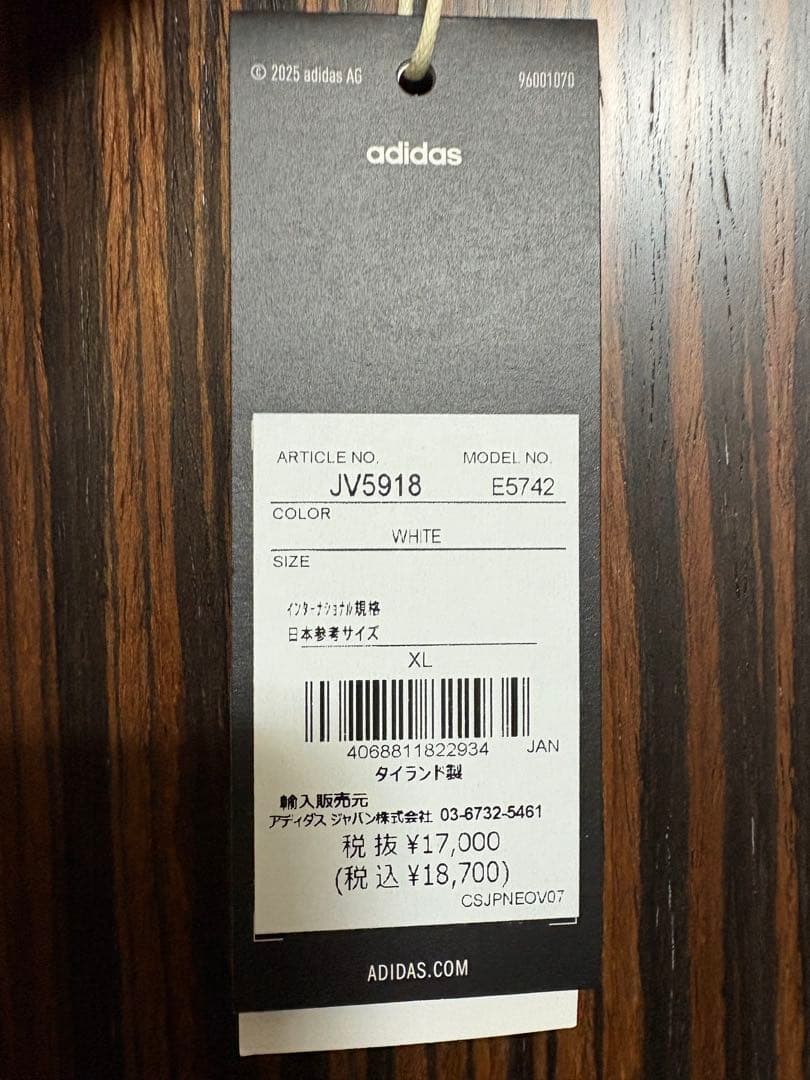 © 2025 adidas AG 96001070
adidas
ARTICLE NO. MODEL NO.
JV5918 E5742
COLOR
WHITE
SIZE
インターナショナル規格
日本参考サイズ
XL
4068811822934 JAN
タイランド製
輸入販売元
アディダス ジャパン株式会社 03-6732-5461
税抜 ¥17,000
(税込 ¥18,700)
CSJPNEOV07
ADIDAS.COM